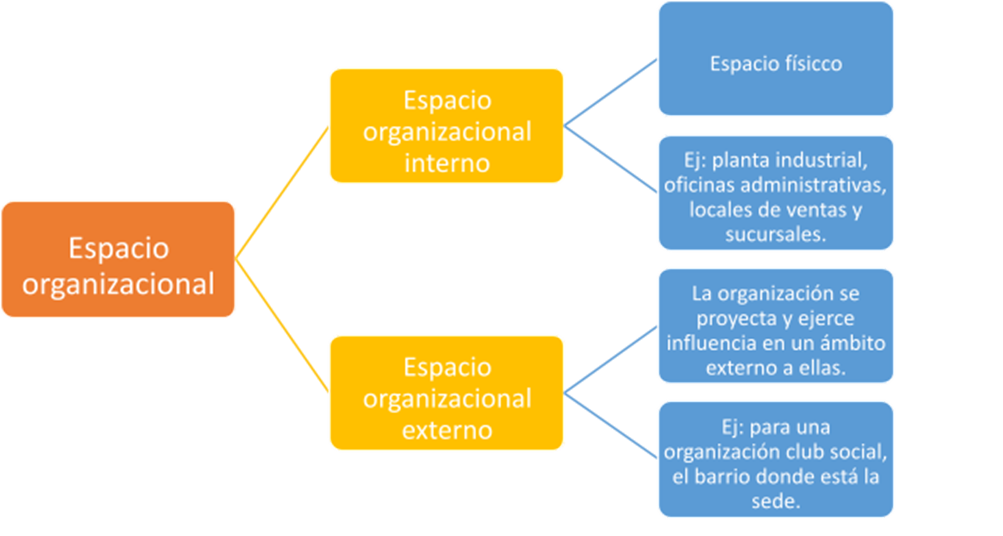 Espacio
organizacional
Espacio
organizacional
interno
Espacio físicco
Ej: planta industrial,
oficinas administrativas,
locales de ventas y
sucursales.
Espacio
organizacional
externo
La organización se
proyecta y ejerce
influencia en un ámbito
externo a ellas.
Ej: para una
organización club social,
el barrio donde está la
sede.